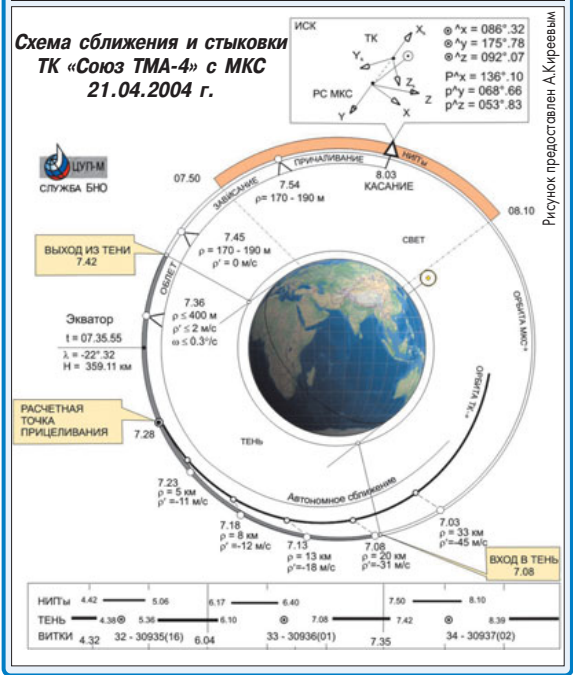 Схема сближения и стыковки
ТК «Союз ТМА-4» с МКС
21.04.2004 г.
ИСК
ТК
РС МКС
X
Y
Z
⊙^x = 086°.32
⊙^y = 175°.78
⊙^z = 092°.07
P^x = 136°.10
p^y = 068°.66
p^z = 053°.83
Рисунок предоставлен А.Киреевым
ЦУП-М
СЛУЖБА БНО
07.50
ЗАВИСАНИЕ
ПРИЧАЛИВАНИЕ
НИПы
8.03
КАСАНИЕ
7.54
ρ= 170 - 190 м
08.10
СВЕТ
ВЫХОД ИЗ ТЕНИ
7.42
7.45
ρ = 170 - 190 м
ρ' = 0 м/с
ОБЛЕТ
7.36
ρ ≤ 400 м
ρ' ≤ 2 м/с
ω ≤ 0.3°/с
Экватор
t = 07.35.55
λ = -22°.32
H = 359.11 км
ОРБИТА МКС
ОРБИТА ТК
РАСЧЕТНАЯ
ТОЧКА
ПРИЦЕЛИВАНИЯ
7.28
ТЕНЬ
Автономное сближение
7.23
ρ = 5 км
ρ' =-11 м/с
7.18
ρ = 8 км
ρ' =-12 м/с
7.13
ρ = 13 км
ρ'=-18 м/с
7.08
ρ = 20 км
ρ'=-31 м/с
7.03
ρ = 33 км
ρ'=-45 м/с
ВХОД В ТЕНЬ
7.08
НИП'ы 4.42 5.06 6.17 6.40 7.50 8.10
ТЕНЬ 4.38 5.36 6.10 7.08 7.42 8.39
ВИТКИ 4.32 32 - 30935(16) 6.04 33 - 30936(01) 7.35 34 - 30937(02)